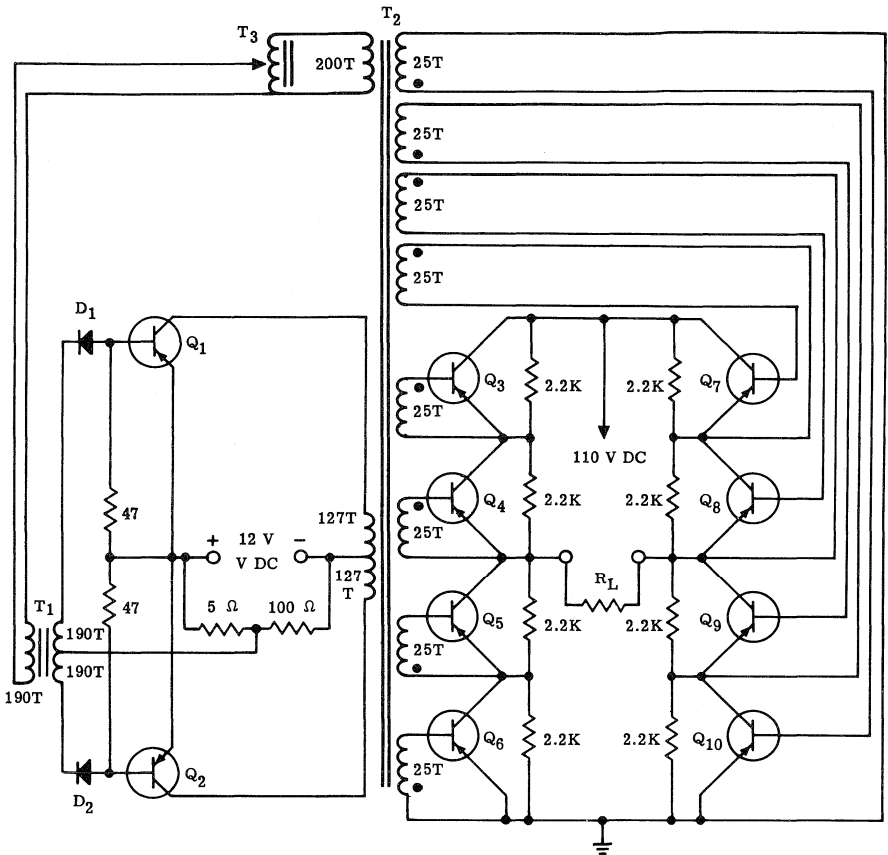 T2
T3
200T
25T
25T
25T
25T
D1
Q1
Q3
2.2K
2.2K
Q7
25T
110 V DC
Q4
2.2K
2.2K
Q8
25T
47
127T
+ 12 V −
V DC
127
T
RL
5 Ω
100 Ω
47
T1
190T
190T
190T
Q5
2.2K
2.2K
Q9
25T
Q6
2.2K
2.2K
Q10
25T
Q2
D2